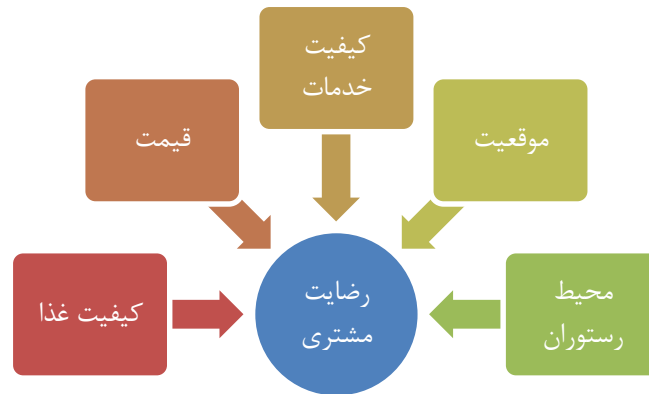 کیفیت
خدمات
موقعیت
قیمت
محیط
رستوران
رضایت
مشتری
کیفیت غذا